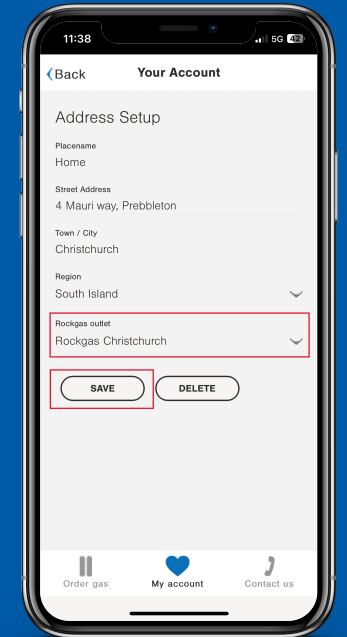 11:38
5G 42
Back
Your Account
Address Setup
Placename
Home
Street Address
4 Mauri way, Prebbleton
Town / City
Christchurch
Region
South Island
Rockgas outlet
Rockgas Christchurch
SAVE
DELETE
Order gas
My account
Contact us